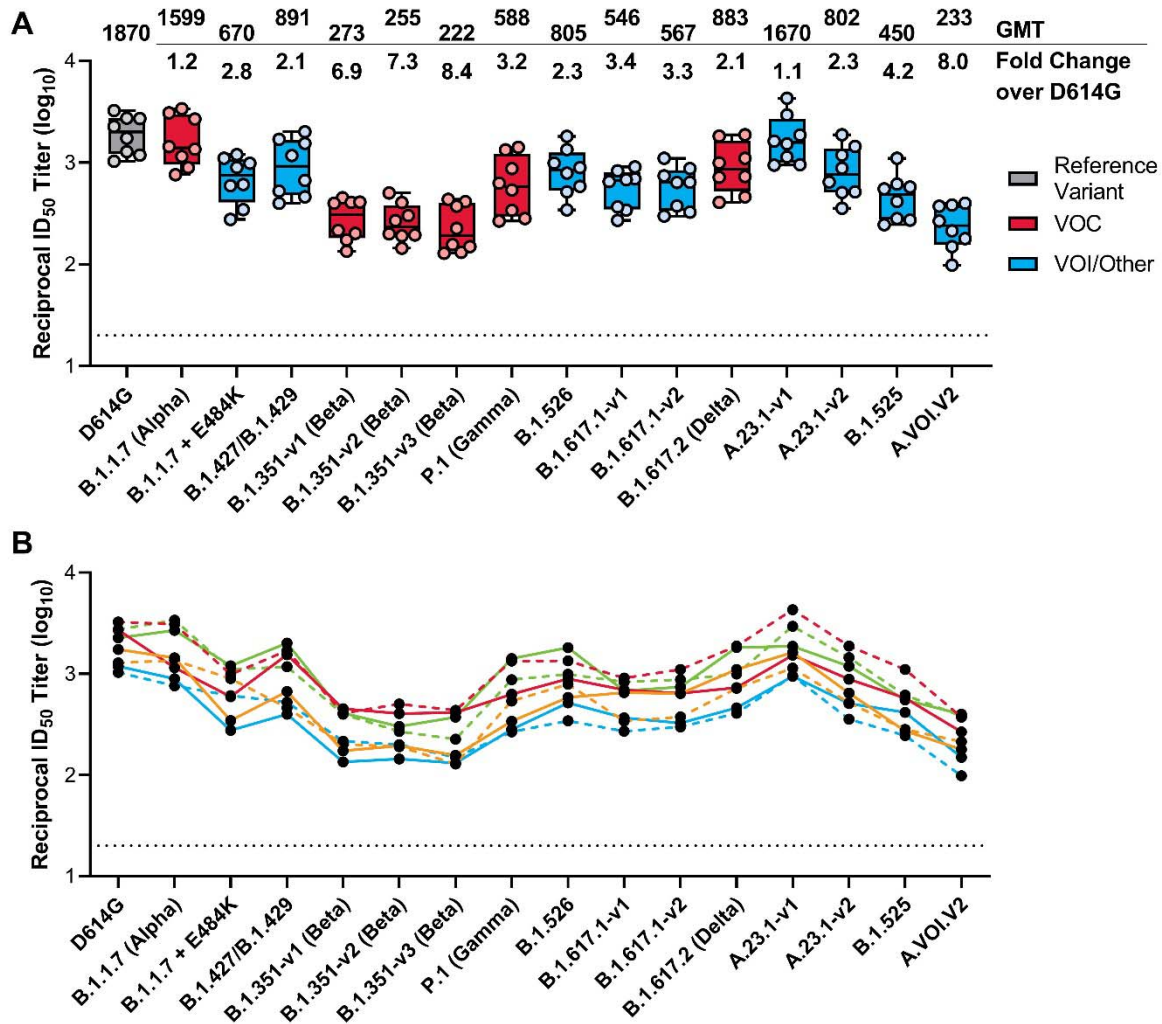 A
1870 1599 670 891 273 255 222 588 805 546 567 883 1670 802 450 233 GMT
1.2 2.8 2.1 6.9 7.3 8.4 3.2 2.3 3.4 3.3 2.1 1.1 2.3 4.2 8.0 Fold Change
over D614G
Reciprocal ID50 Titer (log10)
4
3
2
1
Reference
Variant
VOC
VOI/Other
D614G
B.1.1.7 (Alpha)
B.1.1.7 + E484K
B.1.427/B.1.429
B.1.351-v1 (Beta)
B.1.351-v2 (Beta)
B.1.351-v3 (Beta)
P.1 (Gamma)
B.1.526
B.1.617.1-v1
B.1.617.1-v2
B.1.617.2 (Delta)
A.23.1-v1
A.23.1-v2
B.1.525
A.VOI.V2
B
Reciprocal ID50 Titer (log10)
4
3
2
1
D614G
B.1.1.7 (Alpha)
B.1.1.7 + E484K
B.1.427/B.1.429
B.1.351-v1 (Beta)
B.1.351-v2 (Beta)
B.1.351-v3 (Beta)
P.1 (Gamma)
B.1.526
B.1.617.1-v1
B.1.617.1-v2
B.1.617.2 (Delta)
A.23.1-v1
A.23.1-v2
B.1.525
A.VOI.V2